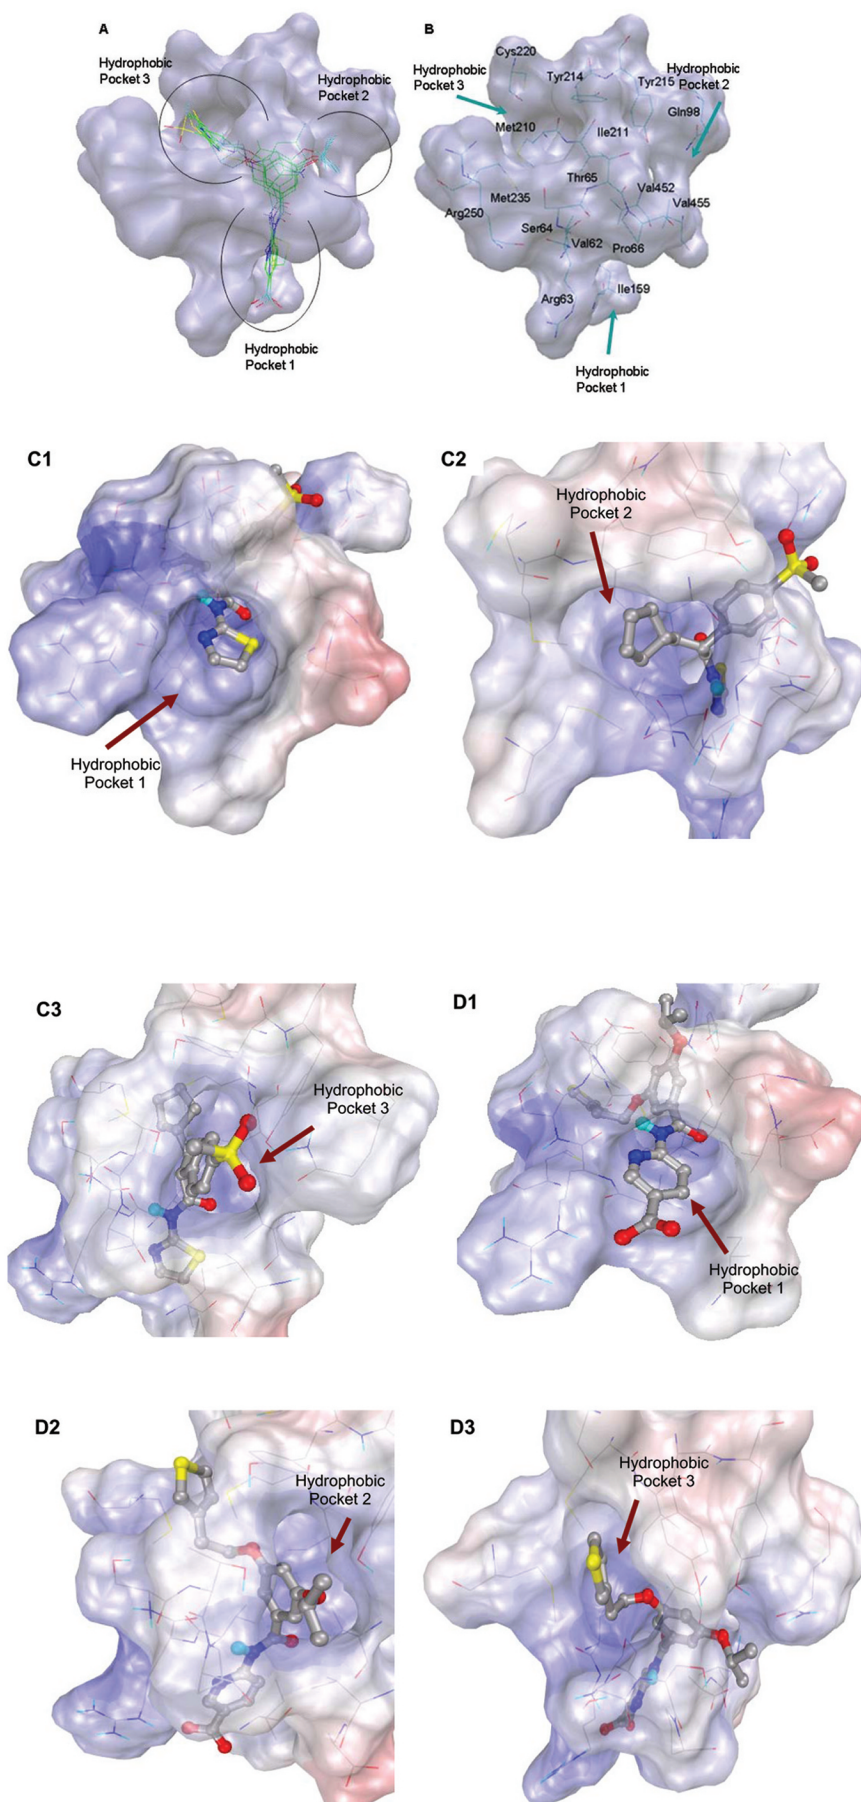 A
B
Hydrophobic
Pocket 3
Hydrophobic
Pocket 2
Hydrophobic
Pocket 1
Cys220
Hydrophobic
Pocket 3
Tyr214
Tyr215
Hydrophobic
Pocket 2
Gln98
Met210
Ile211
Thr65
Val452
Met235
Val455
Arg250
Ser64
Val62
Pro66
Arg63
Ile159
Hydrophobic
Pocket 1
C1
C2
Hydrophobic
Pocket 1
Hydrophobic
Pocket 2
C3
D1
Hydrophobic
Pocket 3
Hydrophobic
Pocket 1
D2
D3
Hydrophobic
Pocket 2
Hydrophobic
Pocket 3